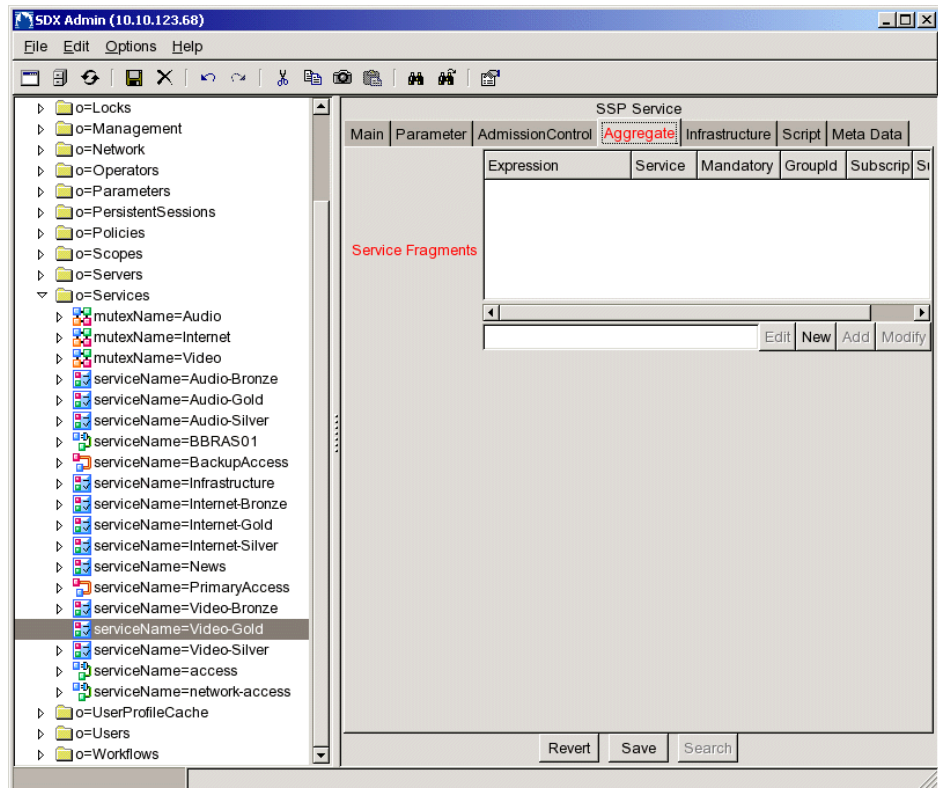 SDX Admin (10.10.123.68)
File Edit Options Help
o=Locks
o=Management
o=Network
o=Operators
o=Parameters
o=PersistentSessions
o=Policies
o=Scopes
o=Servers
o=Services
mutexName=Audio
mutexName=Internet
mutexName=Video
serviceName=Audio-Bronze
serviceName=Audio-Gold
serviceName=Audio-Silver
serviceName=BBRAS01
serviceName=BackupAccess
serviceName=Infrastructure
serviceName=Internet-Bronze
serviceName=Internet-Gold
serviceName=Internet-Silver
serviceName=News
serviceName=PrimaryAccess
serviceName=Video-Bronze
serviceName=Video-Gold
serviceName=Video-Silver
serviceName=access
serviceName=network-access
o=UserProfileCache
o=Users
o=Workflows
SSP Service
Main Parameter AdmissionControl Aggregate Infrastructure Script Meta Data
Expression Service Mandatory GroupId Subscrip
Service Fragments
Edit New Add Modify
Revert Save Search